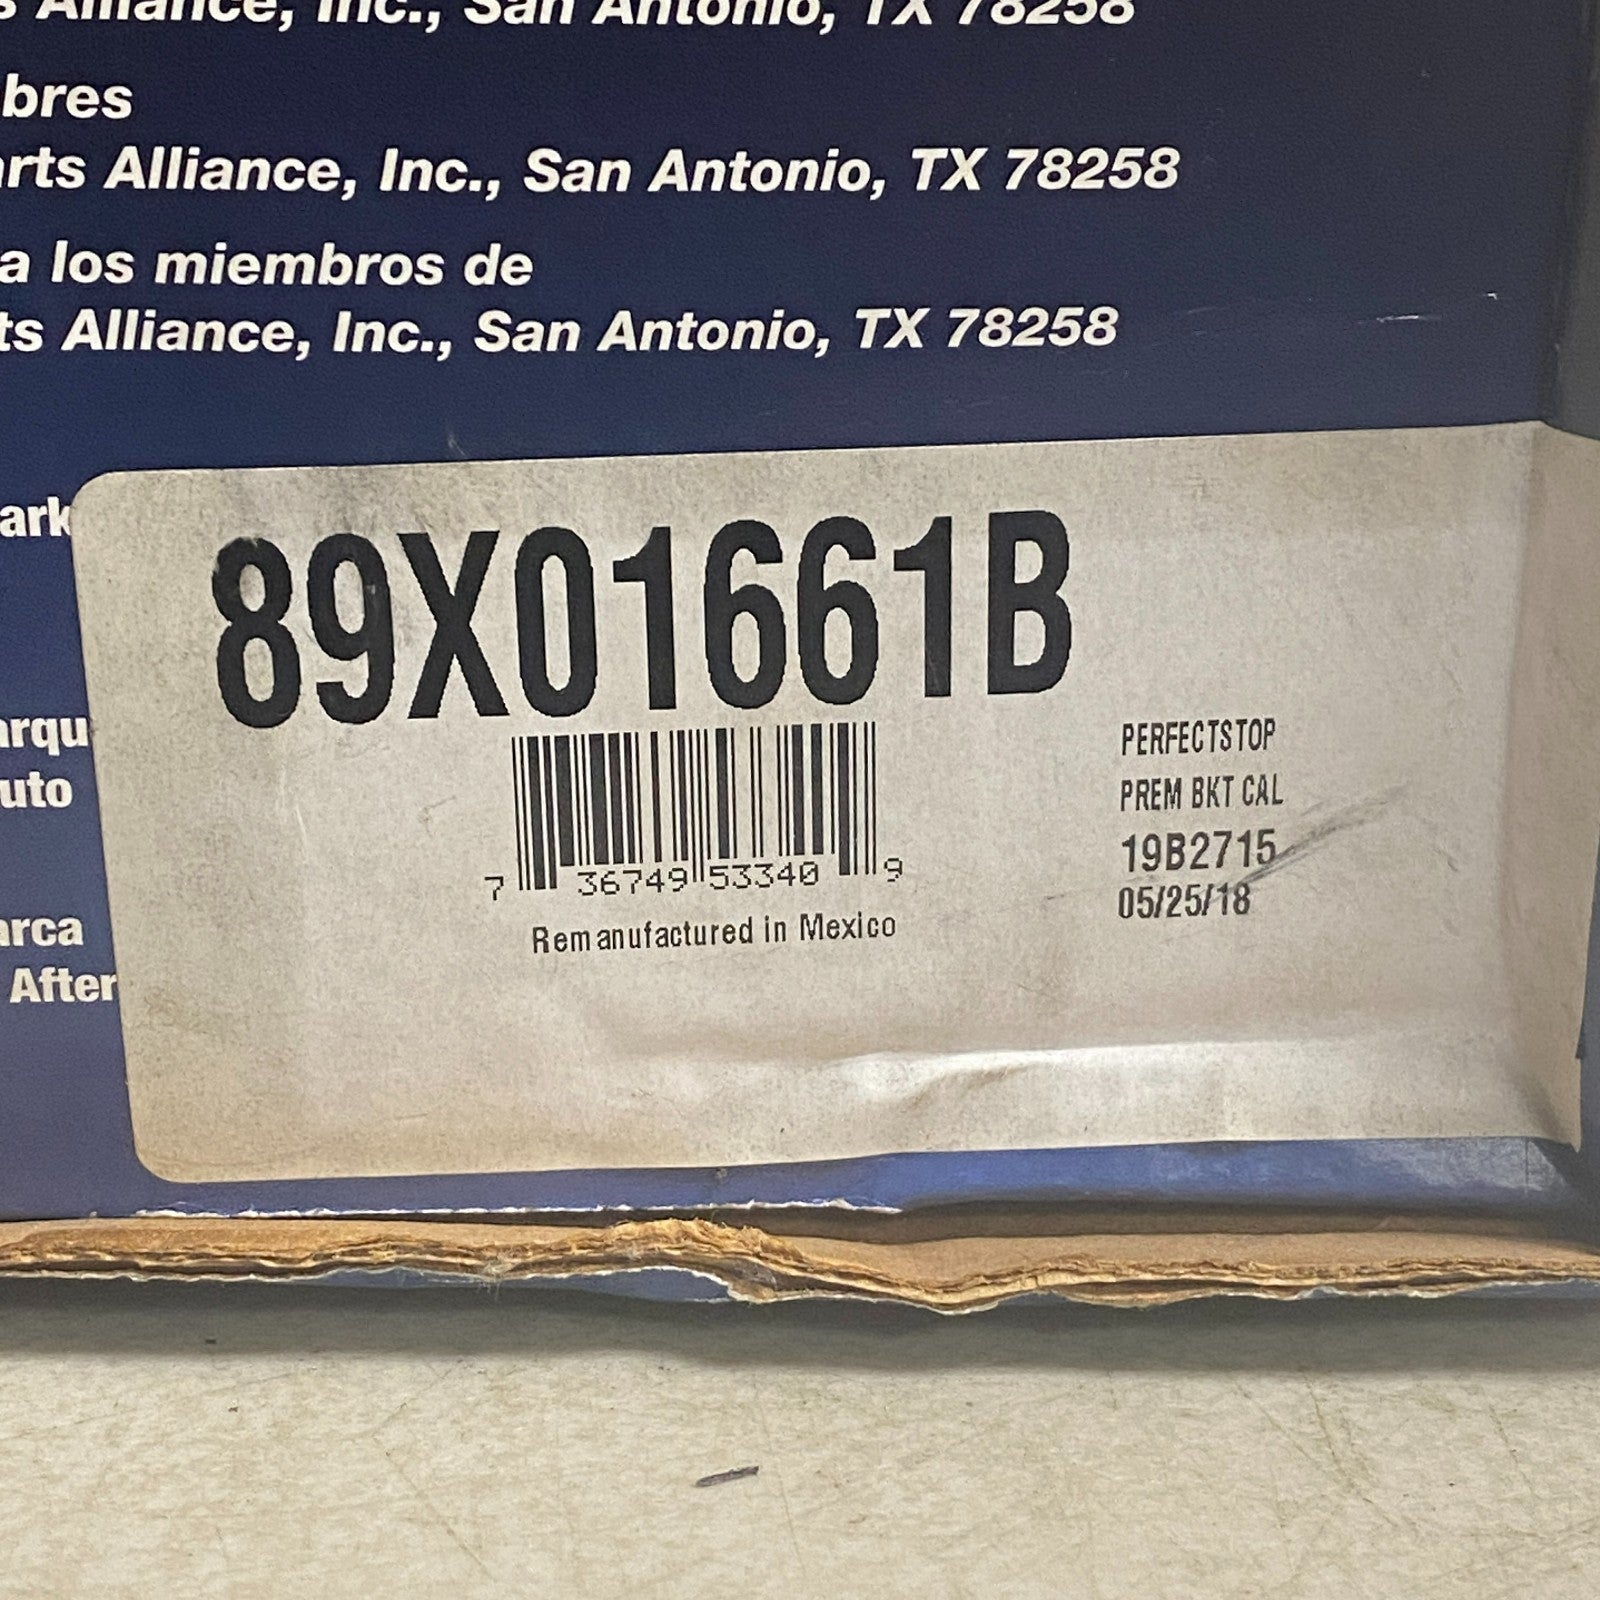 Alliance, Inc., San Antonio, TX 78258
bres
rts Alliance, Inc., San Antonio, TX 78258
a los miembros de
ts Alliance, Inc., San Antonio, TX 78258
ark
89X01661B
arqu
uto
PERFECTSTOP
PREM BKT CAL
19B2715
05/25/18
7 36749 53340 9
Remanufactured in Mexico
arca
After